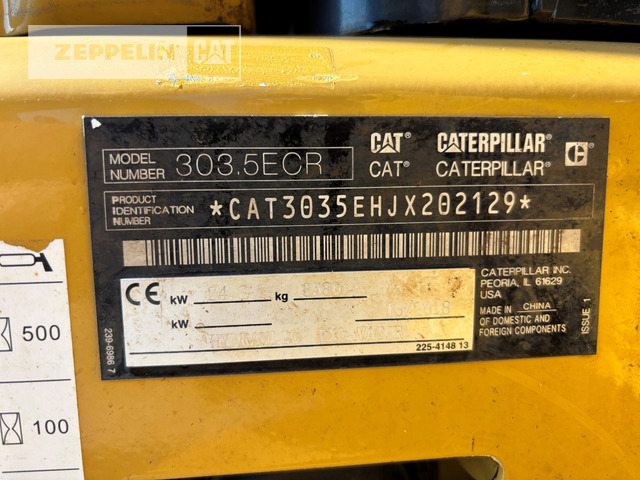 ZEPPELIN CAT
MODEL NUMBER 303.5ECR
CAT® CATERPILLAR®
CAT® CATERPILLAR®
PRODUCT IDENTIFICATION NUMBER *CAT3035EHJX202129*
CATERPILLAR INC.
PEORIA, IL 61629
USA
MADE IN CHINA
OF DOMESTIC AND
FOREIGN COMPONENTS
ISSUE 1
CE kW kg
kW
225-4148 13
239-6986 7
500
100